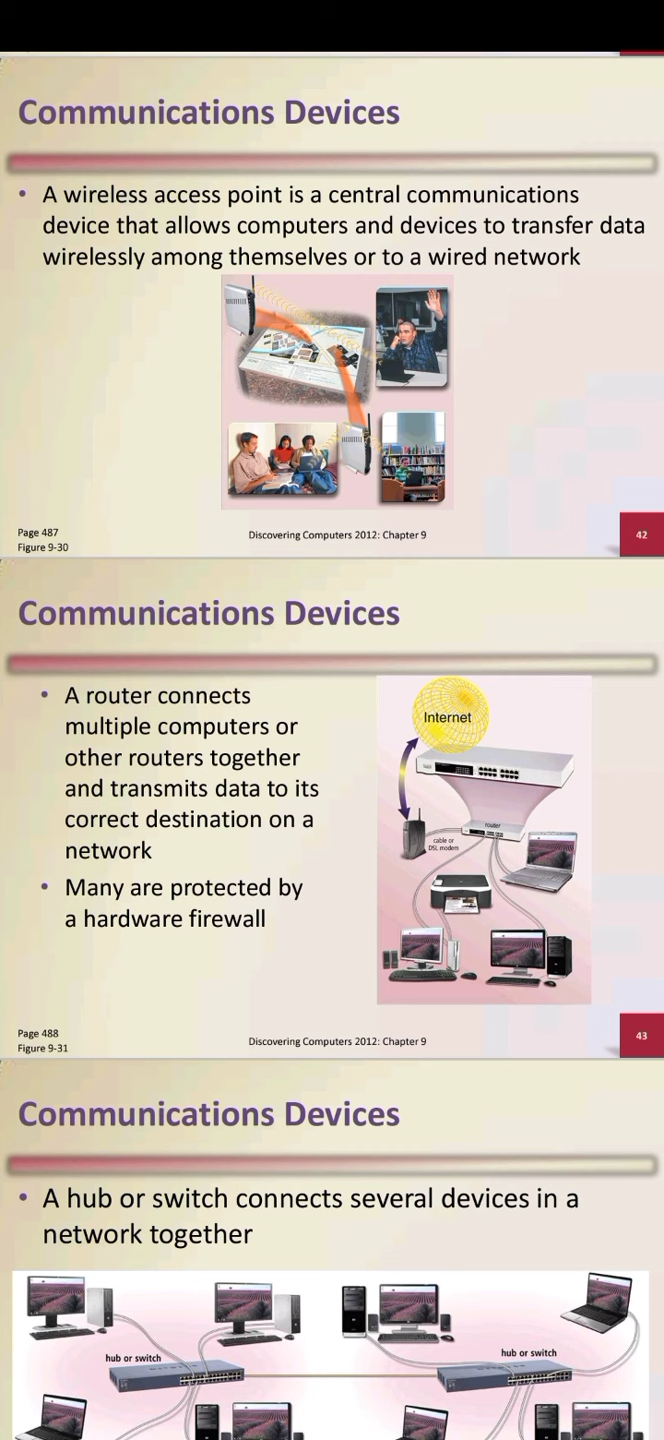 Communications Devices
• A wireless access point is a central communications
device that allows computers and devices to transfer data
wirelessly among themselves or to a wired network
Page 487
Figure 9-30
Discovering Computers 2012: Chapter 9
42
Communications Devices
• A router connects
multiple computers or
other routers together
and transmits data to its
correct destination on a
network
• Many are protected by
a hardware firewall
Internet
router
cable or
DSL modem
Page 488
Figure 9-31
Discovering Computers 2012: Chapter 9
43
Communications Devices
• A hub or switch connects several devices in a
network together
hub or switch
hub or switch